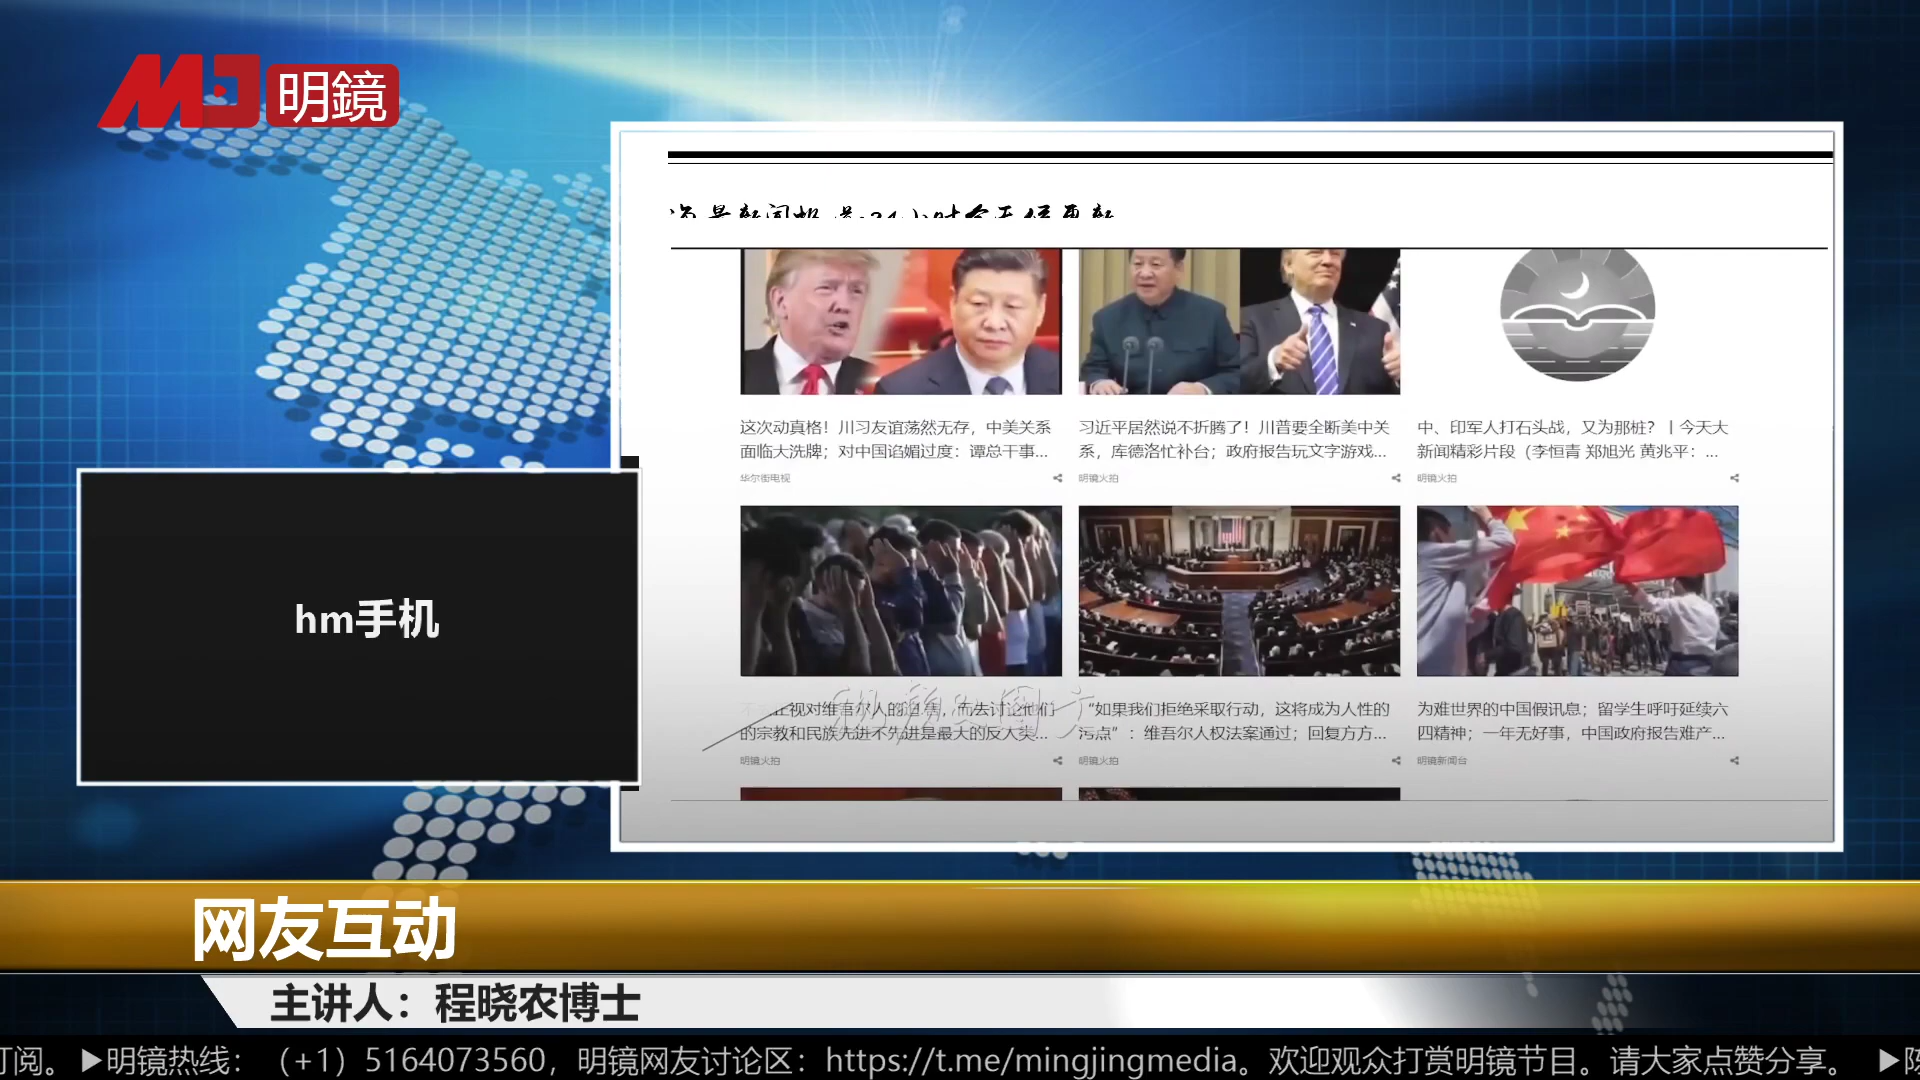 MJ明鏡
这次动真格！川习友谊荡然无存，中美关系
面临大洗牌；对中国谄媚过度：谭总干事...
华尔街电视
习近平居然说不折腾了！川普要全断美中关
系，库德洛忙补台；政府报告玩文字游戏...
明镜火拍
中、印军人打石头战，又为那桩？丨今天大
新闻精彩片段（李恒青 郑旭光 黄兆平：...
明镜火拍
正视对维吾尔人的迫害，而去讨论他们
的宗教和民族先进不先进是最大的反人类...
明镜火拍
“如果我们拒绝采取行动，这将成为人性的
污点”：维吾尔人权法案通过；回复方方...
明镜火拍
为难世界的中国假讯息；留学生呼吁延续六
四精神；一年无好事，中国政府报告难产...
明镜新闻台
hm手机
网友互动
主讲人：程晓农博士
订阅。▶明镜热线：（+1）5164073560，明镜网友讨论区：https://t.me/mingjingmedia。欢迎观众打赏明镜节目。请大家点赞分享。▶陈